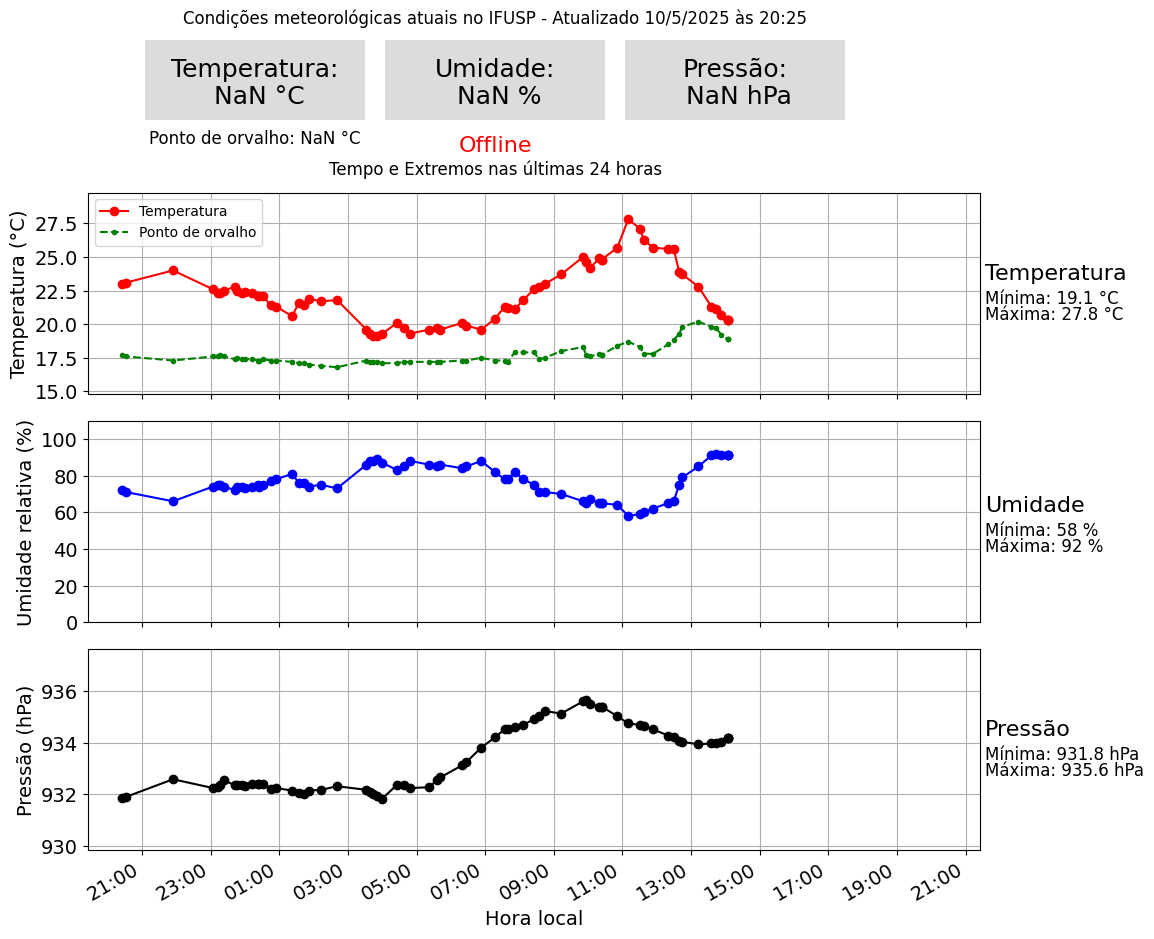 Condições meteorológicas atuais no IFUSP - Atualizado 10/5/2025 às 20:25
Temperatura:
NaN °C
Umidade:
NaN %
Pressão:
NaN hPa
Ponto de orvalho: NaN °C
Offline
Tempo e Extremos nas últimas 24 horas
Temperatura (°C)
27.5
25.0
22.5
20.0
17.5
15.0
Temperatura
Ponto de orvalho
Temperatura
Mínima: 19.1 °C
Máxima: 27.8 °C
Umidade relativa (%)
100
80
60
40
20
0
Umidade
Mínima: 58 %
Máxima: 92 %
Pressão (hPa)
936
934
932
930
Pressão
Mínima: 931.8 hPa
Máxima: 935.6 hPa
21:00 23:00 01:00 03:00 05:00 07:00 09:00 11:00 13:00 15:00 17:00 19:00 21:00
Hora local